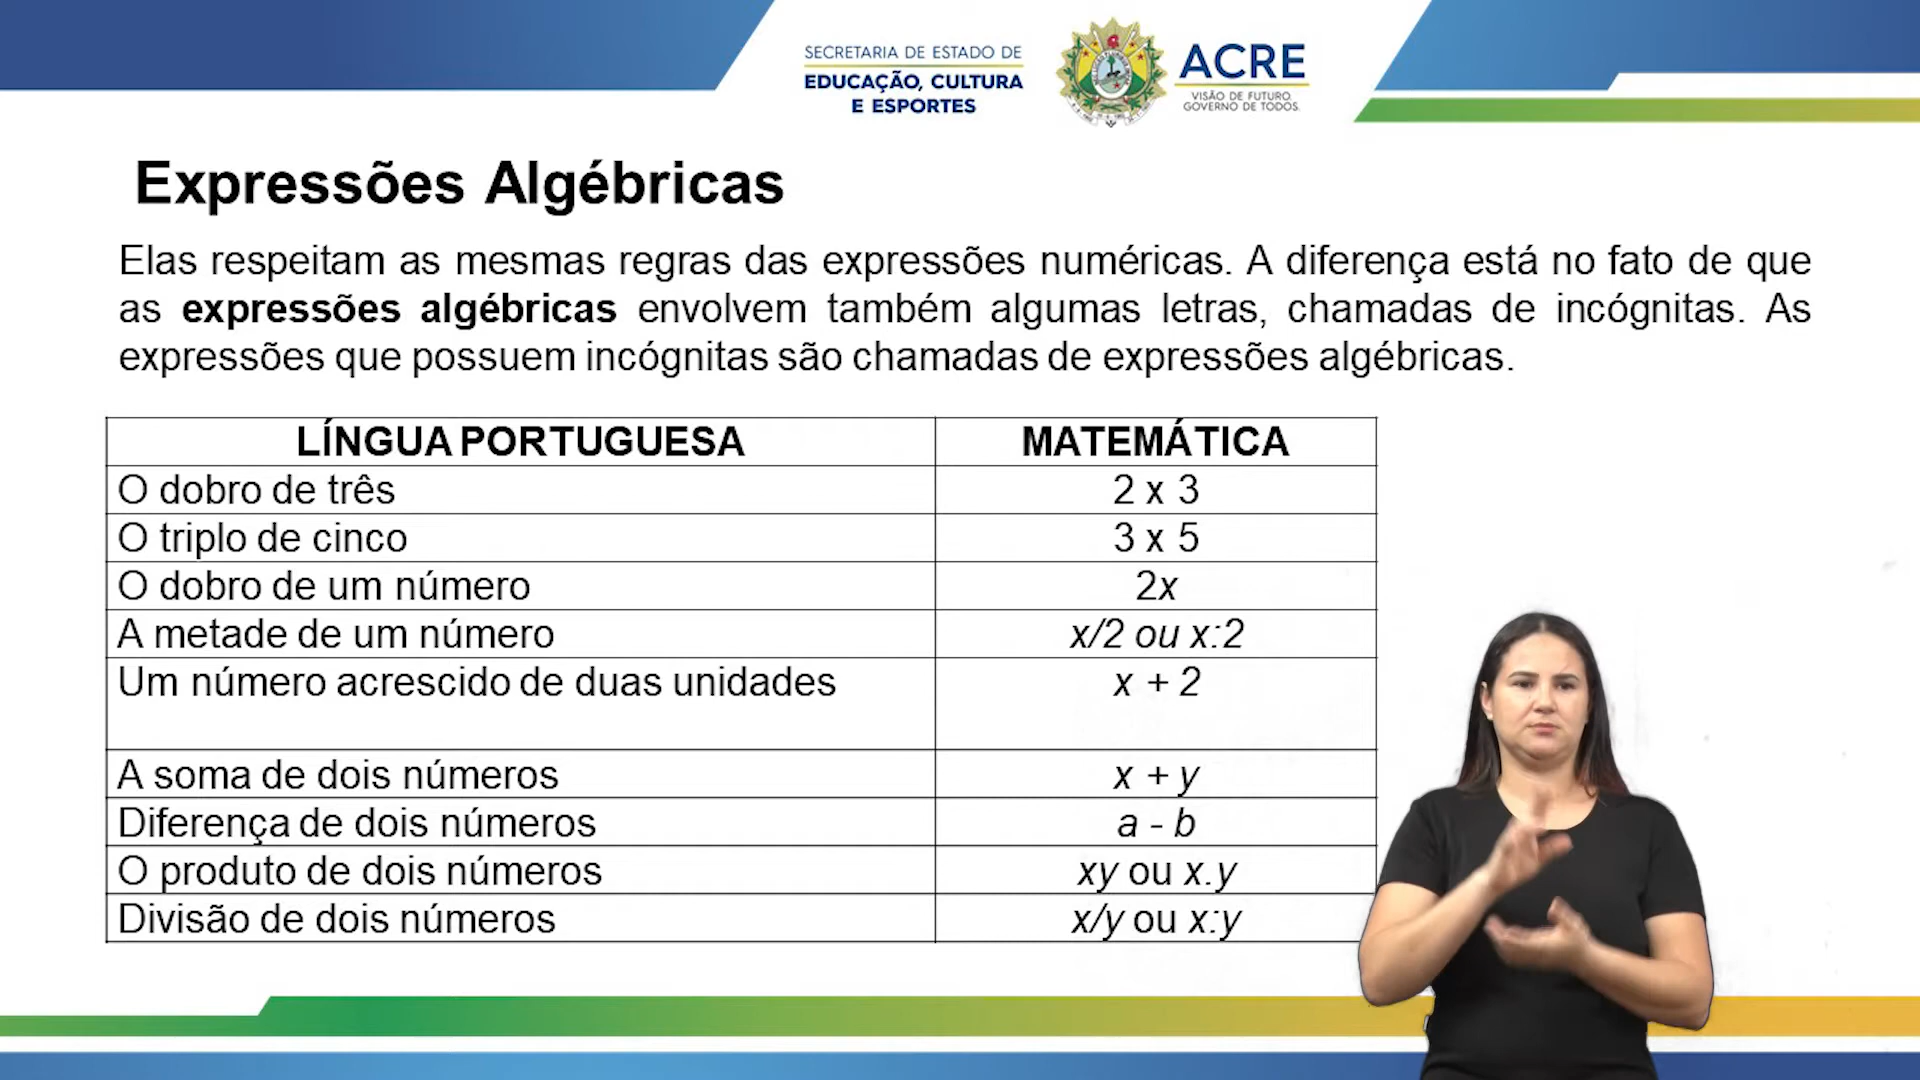 SECRETARIA DE ESTADO DE
EDUCAÇÃO, CULTURA
E ESPORTES
ACRE
VISÃO DE FUTURO.
GOVERNO DE TODOS.
Expressões Algébricas
Elas respeitam as mesmas regras das expressões numéricas. A diferença está no fato de que
as expressões algébricas envolvem também algumas letras, chamadas de incógnitas. As
expressões que possuem incógnitas são chamadas de expressões algébricas.
LÍNGUA PORTUGUESA MATEMÁTICA
O dobro de três 2 x 3
O triplo de cinco 3 x 5
O dobro de um número 2x
A metade de um número x/2 ou x:2
Um número acrescido de duas unidades x + 2
A soma de dois números x + y
Diferença de dois números a - b
O produto de dois números xy ou x.y
Divisão de dois números x/y ou x:y